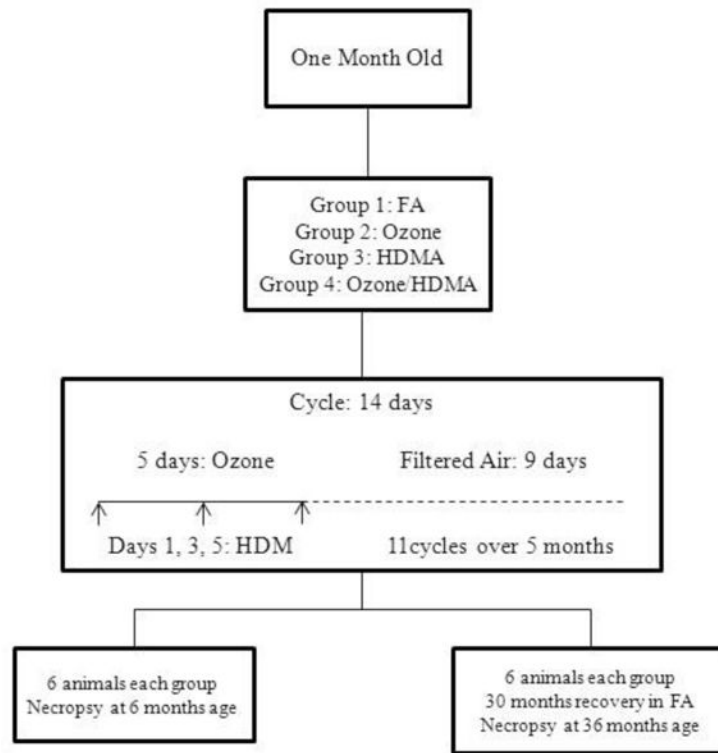 One Month Old
Group 1: FA
Group 2: Ozone
Group 3: HDMA
Group 4: Ozone/HDMA
Cycle: 14 days
5 days: Ozone
Filtered Air: 9 days
Days 1, 3, 5: HDM
11cycles over 5 months
6 animals each group
Necropsy at 6 months age
6 animals each group
30 months recovery in FA
Necropsy at 36 months age